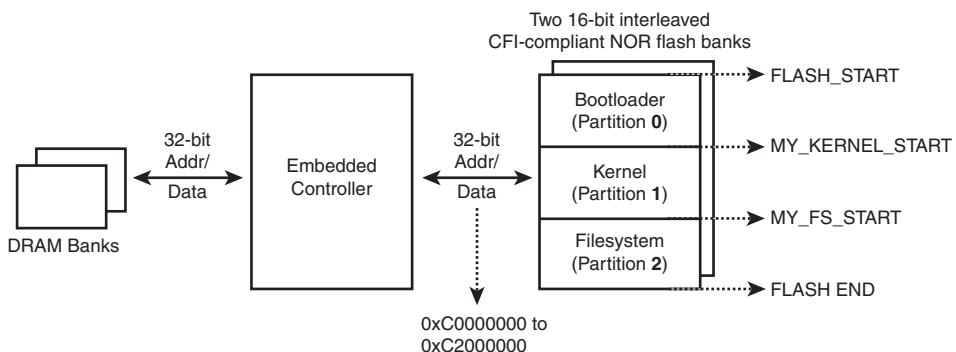 Two 16-bit interleaved
CFI-compliant NOR flash banks
FLASH_START
Bootloader
(Partition 0)
32-bit
Addr/
Data
32-bit
Addr/
Data
Embedded
Controller
MY_KERNEL_START
Kernel
(Partition 1)
MY_FS_START
DRAM Banks
Filesystem
(Partition 2)
FLASH END
0xC0000000 to
0xC2000000